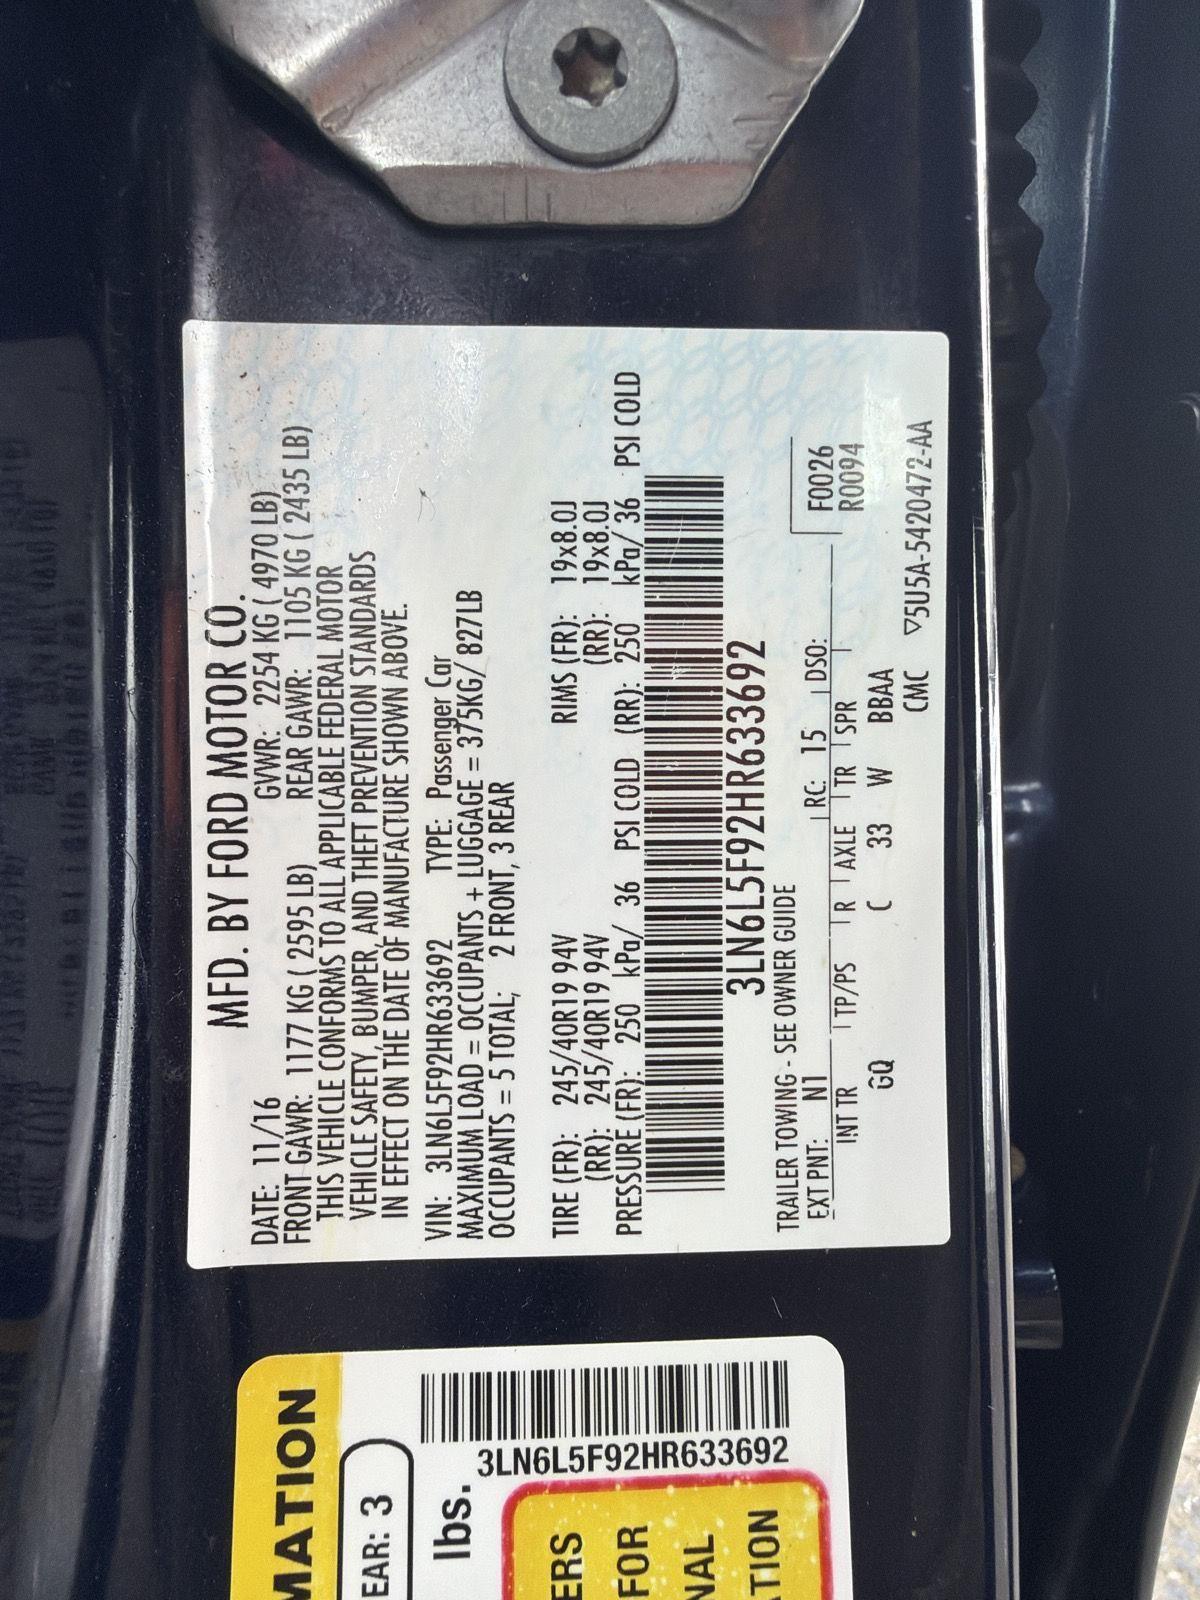 MFD. BY FORD MOTOR CO.
DATE: 11/16 GVWR: 2254 KG ( 4970 LB)
FRONT GAWR: 1177 KG ( 2595 LB) REAR GAWR: 1105 KG ( 2435 LB)
THIS VEHICLE CONFORMS TO ALL APPLICABLE FEDERAL MOTOR
VEHICLE SAFETY, BUMPER, AND THEFT PREVENTION STANDARDS
IN EFFECT ON THE DATE OF MANUFACTURE SHOWN ABOVE.
VIN: 3LN6L5F92HR633692 TYPE: Passenger Car
MAXIMUM LOAD = OCCUPANTS + LUGGAGE = 375KG/ 827LB
OCCUPANTS = 5 TOTAL; 2 FRONT, 3 REAR
TIRE (FR): 245/40R19 94V RIMS (FR): 19x8.0J
(RR): 245/40R19 94V (RR): 19x8.0J
PRESSURE (FR): 250 kPa/ 36 PSI COLD (RR): 250 kPa/ 36 PSI COLD
3LN6L5F92HR633692
TRAILER TOWING - SEE OWNER GUIDE
EXT PNT: N1 RC: 15 DSO: F0026
INT TR TP/PS R AXLE TR SPR R0094
GQ C 33 W BBAA
CMC ▽5U5A-5420472-AA
MATION
EAR: 3
lbs.
3LN6L5F92HR633692
ERS
FOR
NAL
TION